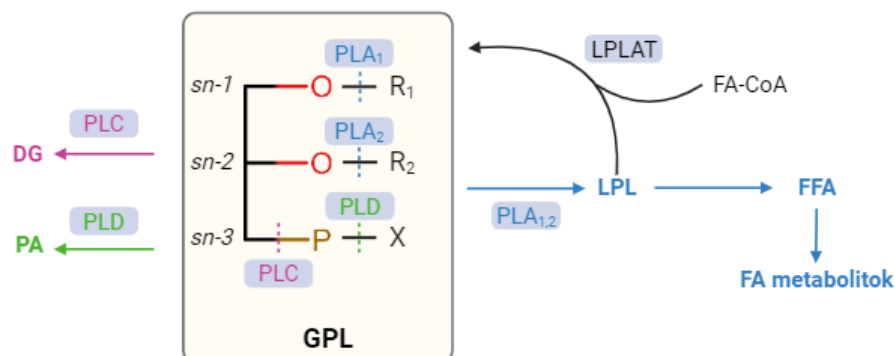 PLA₁
sn-1 O R₁
PLA₂
sn-2 O R₂
PLD
sn-3 P X
PLC
GPL
PLC
DG
PLD
PA
LPLAT
FA-CoA
PLA₁,₂
LPL
FFA
FA metabolitok